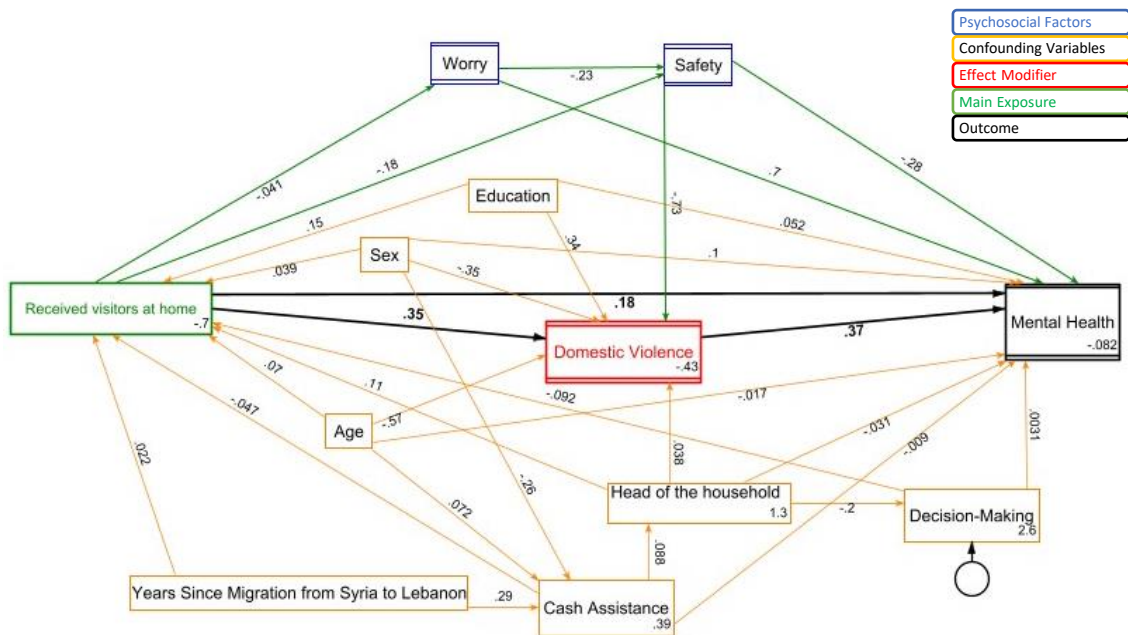 Psychosocial Factors
Confounding Variables
Effect Modifier
Main Exposure
Outcome
Worry
-.23
Safety
-.041
-.18
.7
-.28
Education
-.73
.15
.34
.052
Sex
.039
-.35
.1
Received visitors at home
-.7
.18
.35
Domestic Violence
-.43
.37
Mental Health
-.082
.07
.11
-.092
-.017
-.047
Age
-.57
.022
-.26
.038
-.031
-.009
.0031
.072
Head of the household
1.3
-.2
Decision-Making
2.6
.088
Years Since Migration from Syria to Lebanon
.29
Cash Assistance
.39